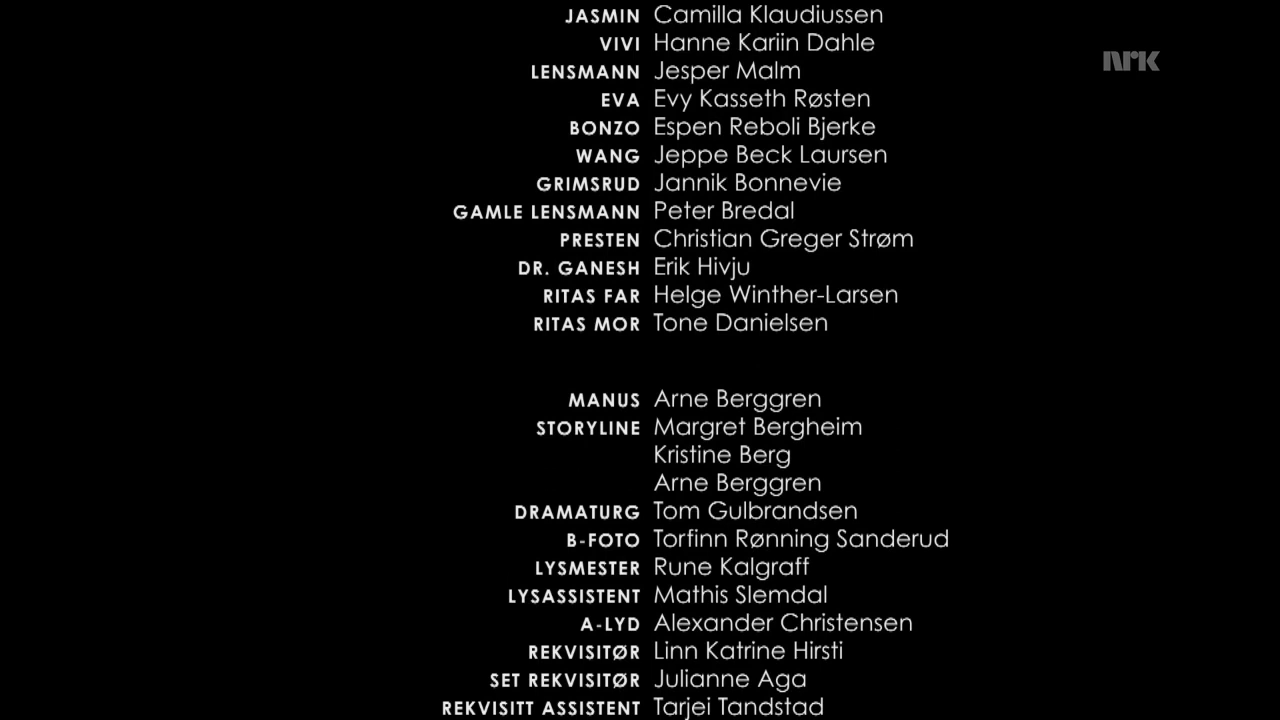 JASMIN Camilla Klaudiussen
VIVI Hanne Kariin Dahle
nrk
LENSMANN Jesper Malm
EVA Evy Kasseth Røsten
BONZO Espen Reboli Bjerke
WANG Jeppe Beck Laursen
GRIMSRUD Jannik Bonnevie
GAMLE LENSMANN Peter Bredal
PRESTEN Christian Greger Strøm
DR. GANESH Erik Hivju
RITAS FAR Helge Winther-Larsen
RITAS MOR Tone Danielsen
MANUS Arne Berggren
STORYLINE Margret Bergheim
Kristine Berg
Arne Berggren
DRAMATURG Tom Gulbrandsen
B-FOTO Torfinn Rønning Sanderud
LYSMESTER Rune Kalgraff
LYSASSISTENT Mathis Slemdal
A-LYD Alexander Christensen
REKVISITØR Linn Katrine Hirsti
SET REKVISITØR Julianne Aga
REKVISITT ASSISTENT Tarjei Tandstad